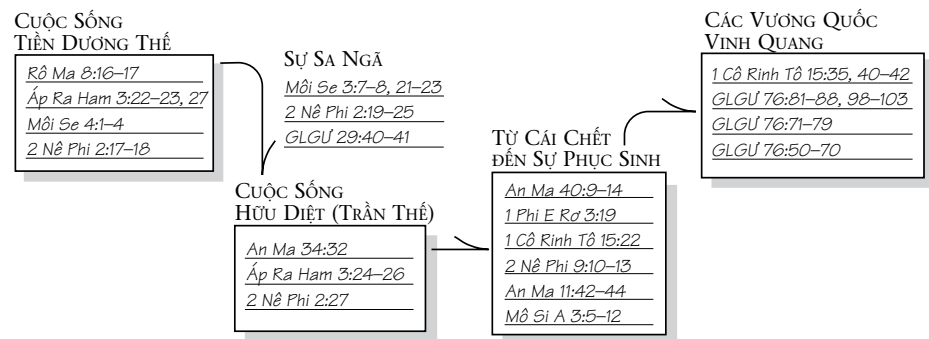 CUỘC SỐNG
TIỀN DƯƠNG THẾ
Rô Ma 8:16–17
Áp Ra Ham 3:22–23, 27
Môi Se 4:1–4
2 Nê Phi 2:17–18
SỰ SA NGÃ
Môi Se 3:7–8, 21–23
2 Nê Phi 2:19–25
GLGƯ 29:40–41
CUỘC SỐNG
HỮU DIỆT (TRẦN THẾ)
An Ma 34:32
Áp Ra Ham 3:24–26
2 Nê Phi 2:27
TỪ CÁI CHẾT
ĐẾN SỰ PHỤC SINH
An Ma 40:9–14
1 Phi E Rơ 3:19
1 Cô Rinh Tô 15:22
2 Nê Phi 9:10–13
An Ma 11:42–44
Mô Si A 3:5–12
CÁC VƯƠNG QUỐC
VINH QUANG
1 Cô Rinh Tô 15:35, 40–42
GLGƯ 76:81–88, 98–103
GLGƯ 76:71–79
GLGƯ 76:50–70